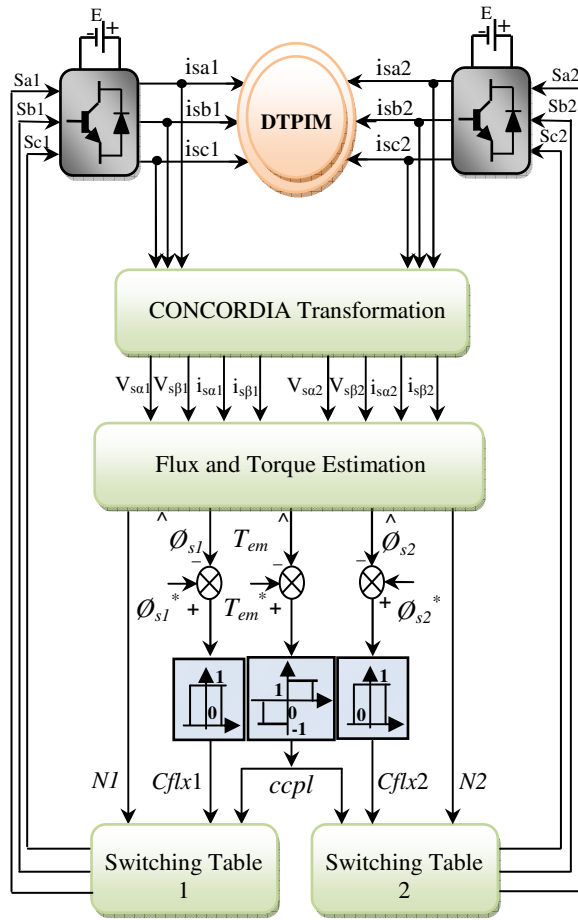 E
E
Sa1
Sb1
Sc1
isa1
isb1
isc1
DTPIM
isa2
isb2
isc2
Sa2
Sb2
Sc2
CONCORDIA Transformation
Vsα1 Vsβ1 isα1 isβ1 Vsα2 Vsβ2 isα2 isβ2
Flux and Torque Estimation
^ ^ ^
Øs1 Tem Øs2
− − −
Øs1* + Tem* + + Øs2*
1 0
1 0 -1
1 0
N1 Cflx1 ccpl Cflx2 N2
Switching Table
1
Switching Table
2